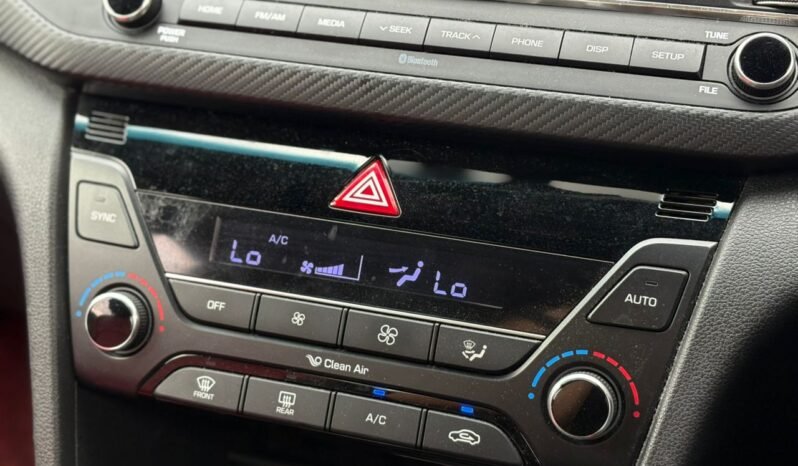 HOME
FM/AM
MEDIA
SEEK
TRACK
PHONE
DISP
SETUP
TUNE
POWER
PUSH
Bluetooth
FILE
SYNC
A/C
Lo
Lo
AUTO
OFF
Clean Air
FRONT
REAR
A/C